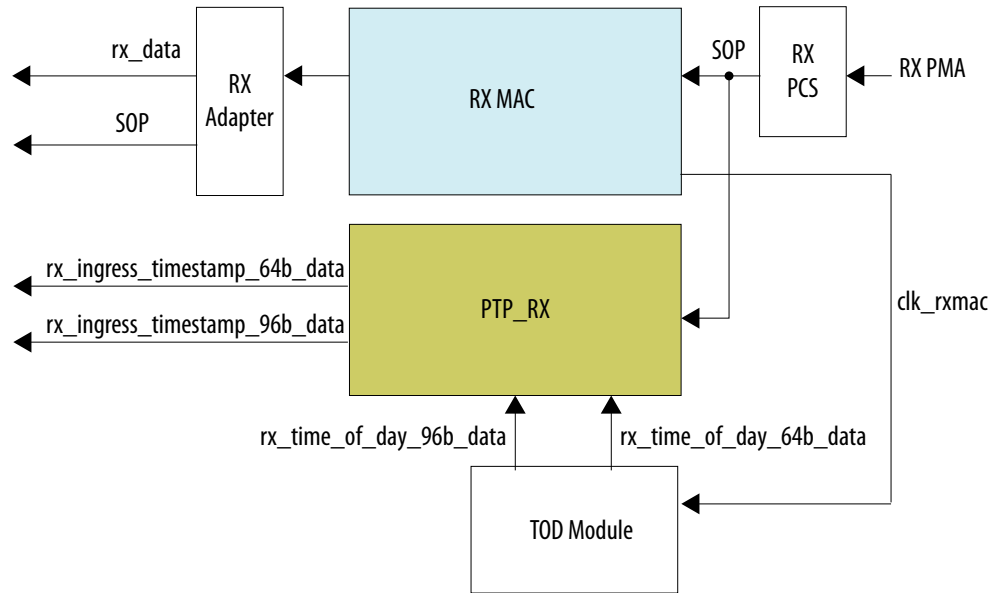 rx_data
SOP
RX
Adapter
RX MAC
SOP
RX
PCS
RX PMA
rx_ingress_timestamp_64b_data
rx_ingress_timestamp_96b_data
PTP_RX
clk_rxmac
rx_time_of_day_96b_data
rx_time_of_day_64b_data
TOD Module